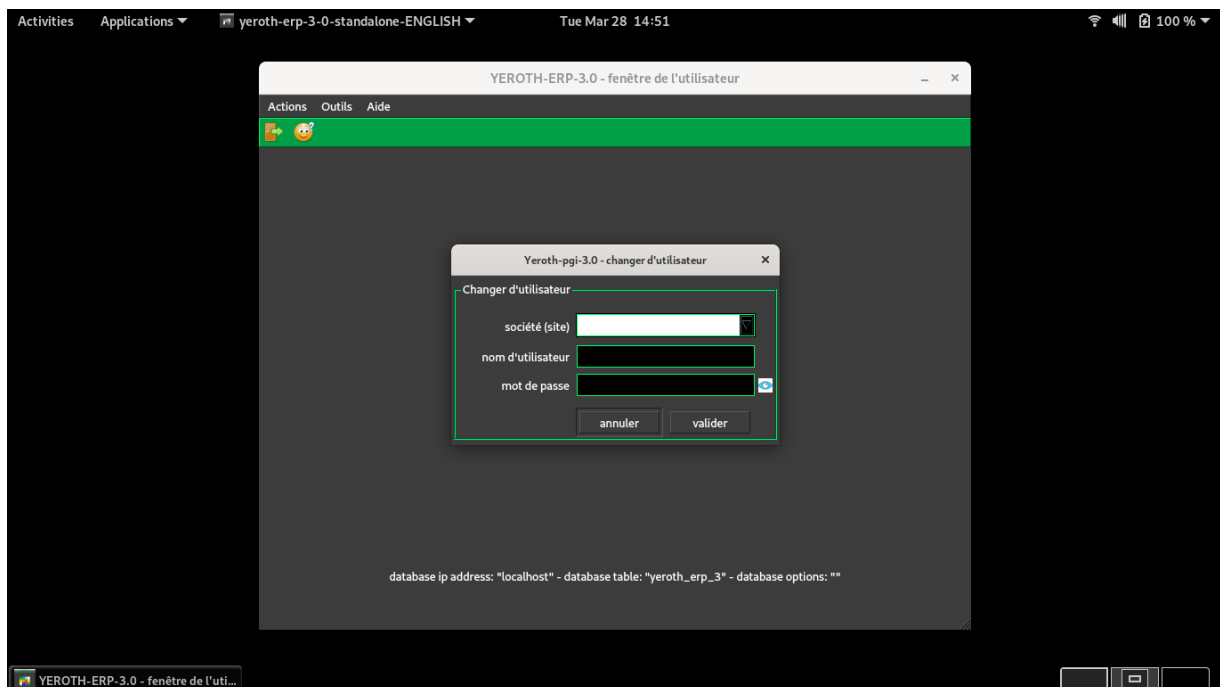 Activities Applications yeroth-erp-3-0-standalone-ENGLISH Tue Mar 28 14:51 100 %
YEROTH-ERP-3.0 - fenêtre de l'utilisateur
Actions Outils Aide
Yeroth-pgi-3.0 - changer d'utilisateur
Changer d'utilisateur
société (site)
nom d'utilisateur
mot de passe
annuler valider
database ip address: "localhost" - database table: "yeroth_erp_3" - database options: ""
YEROTH-ERP-3.0 - fenêtre de l'uti...